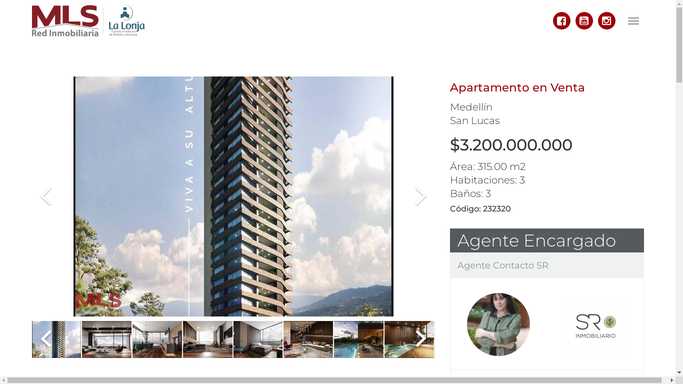 MLS
Red Inmobiliaria
La Lonja
Apartamento en Venta
Medellín
San Lucas
$3.200.000.000
Área: 315.00 m2
Habitaciones: 3
Baños: 3
Código: 232320
VIVA A SU ALTU
MLS
Agente Encargado
Agente Contacto SR
SR
INMOBILIARIO